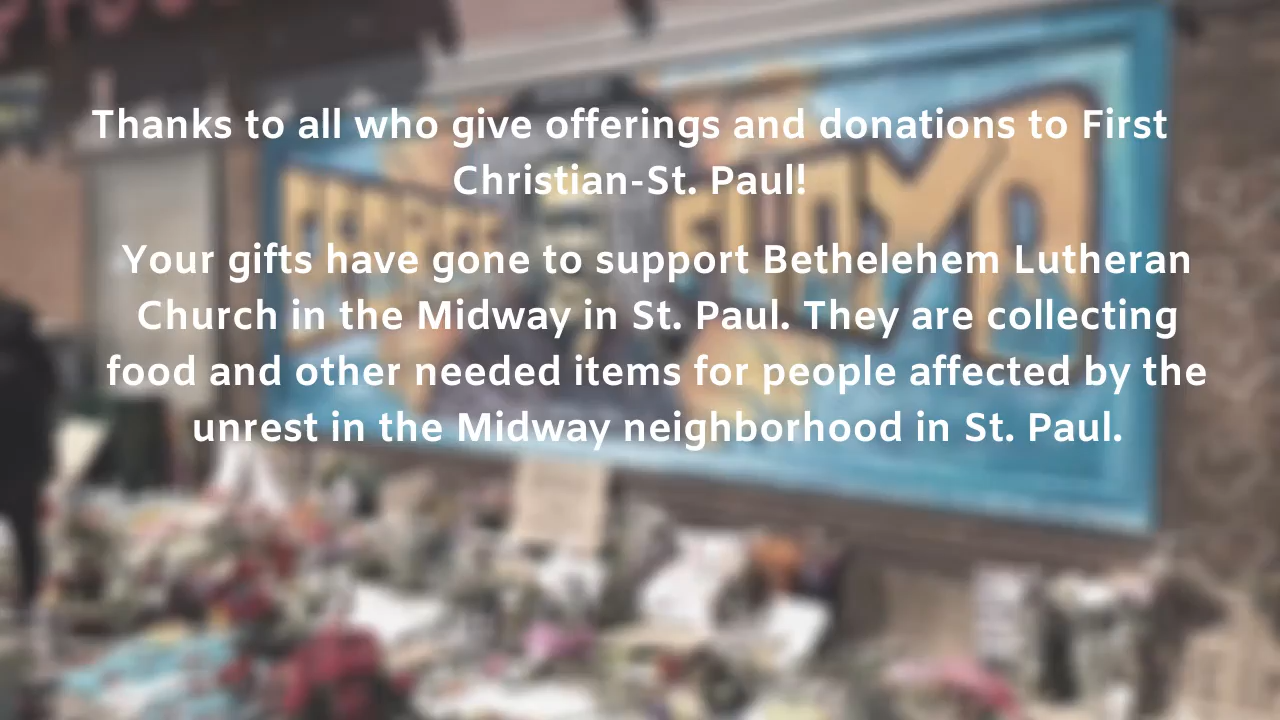 Thanks to all who give offerings and donations to First
Christian-St. Paul!
Your gifts have gone to support Bethelehem Lutheran
Church in the Midway in St. Paul. They are collecting
food and other needed items for people affected by the
unrest in the Midway neighborhood in St. Paul.
GEORGE FLOYD